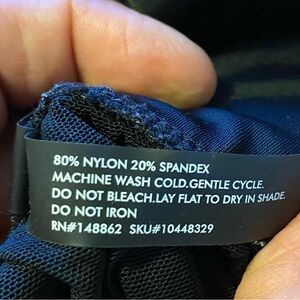 80% NYLON 20% SPANDEX
MACHINE WASH COLD.GENTLE CYCLE.
DO NOT BLEACH.LAY FLAT TO DRY IN SHADE.
DO NOT IRON
RN#148862 SKU#10448329